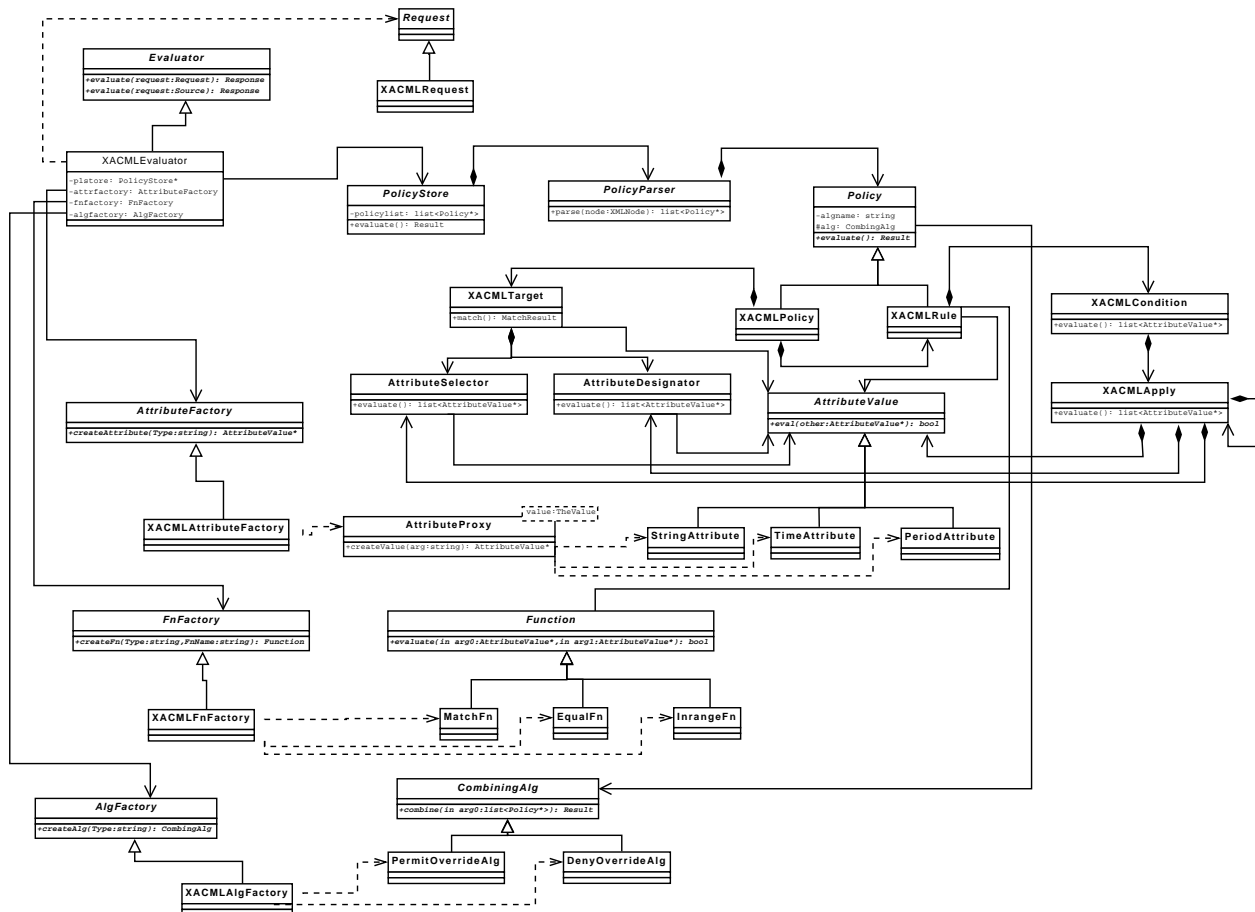 Request
Evaluator
+evaluate(request:Request): Response
+evaluate(request:Source): Response
XACMLRequest
XACMLEvaluator
-plstore: PolicyStore*
-attrfactory: AttributeFactory
-fnfactory: FnFactory
-algfactory: AlgFactory
PolicyStore
-policylist: list<Policy*>
+evaluate(): Result
PolicyParser
+parse(node:XMLNode): list<Policy*>
Policy
-algname: string
#alg: CombingAlg
+evaluate(): Result
XACMLTarget
+match(): MatchResult
XACMLPolicy
XACMLRule
XACMLCondition
+evaluate(): list<AttributeValue*>
AttributeSelector
+evaluate(): list<AttributeValue*>
AttributeDesignator
+evaluate(): list<AttributeValue*>
AttributeValue
+eval(other:AttributeValue*): bool
XACMLApply
+evaluate(): list<AttributeValue*>
AttributeFactory
+createAttribute(Type:string): AttributeValue*
XACMLAttributeFactory
AttributeProxy
value:TheValue
+createValue(arg:string): AttributeValue*
StringAttribute
TimeAttribute
PeriodAttribute
FnFactory
+createFn(Type:string,FnName:string): Function
Function
+evaluate(in arg0:AttributeValue*,in arg1:AttributeValue*): bool
XACMLFnFactory
MatchFn
EqualFn
InrangeFn
AlgFactory
+createAlg(Type:string): CombingAlg
CombiningAlg
+combine(in arg0:list<Policy*>): Result
XACMLAlgFactory
PermitOverrideAlg
DenyOverrideAlg